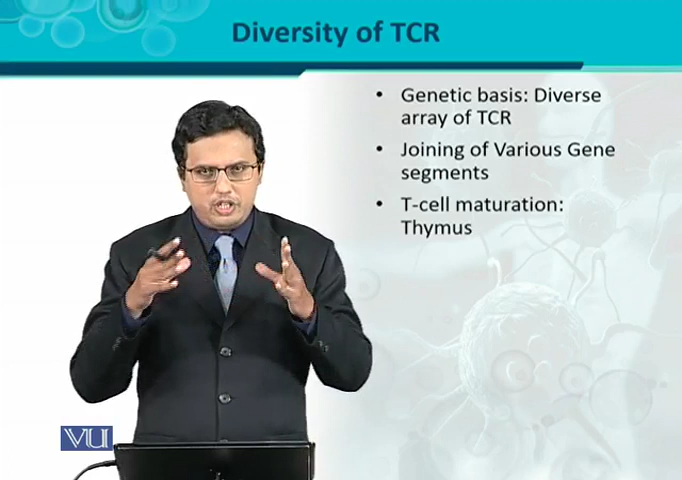 Diversity of TCR
• Genetic basis: Diverse
array of TCR
• Joining of Various Gene
segments
• T-cell maturation:
Thymus
VU